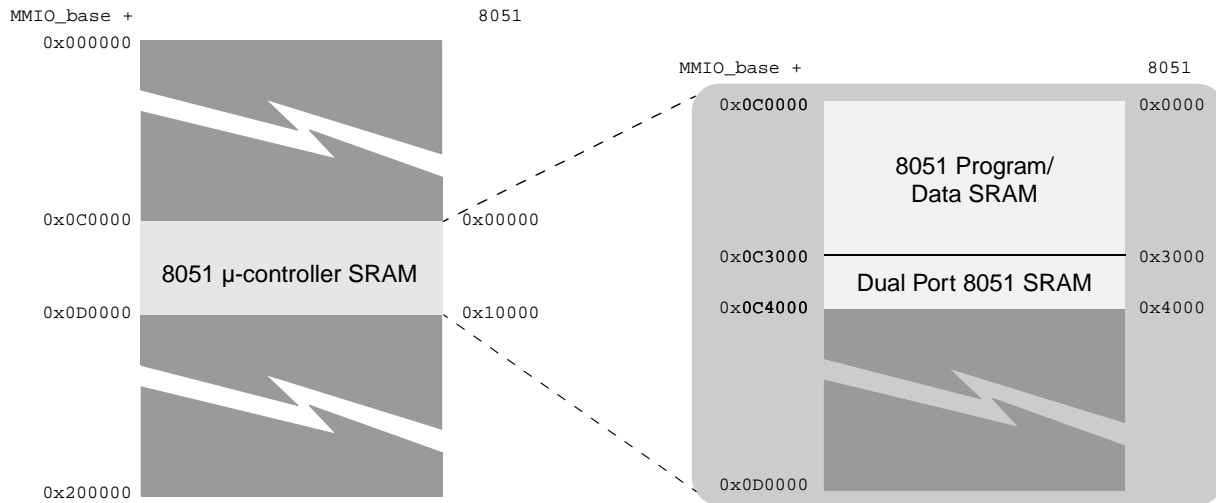 MMIO_base + 8051
0x000000
0x0C0000 0x00000
8051 µ-controller SRAM
0x0D0000 0x10000
0x200000
MMIO_base + 8051
0x0C0000 0x0000
8051 Program/
Data SRAM
0x0C3000 0x3000
Dual Port 8051 SRAM
0x0C4000 0x4000
0x0D0000